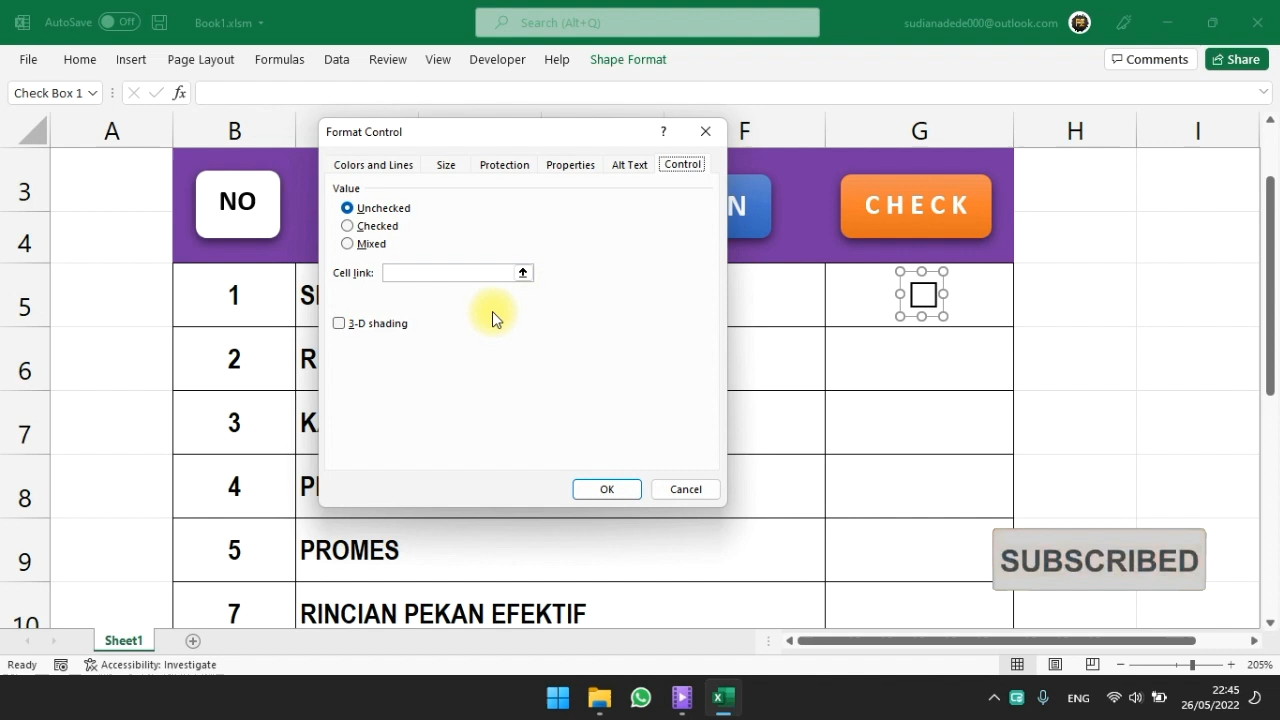 AutoSave Off Book1.xlsm Search (Alt+Q) sudianadede000@outlook.com
File Home Insert Page Layout Formulas Data Review View Developer Help Shape Format Comments Share
Check Box 1 fx
A B F G H I
Format Control ?
Colors and Lines Size Protection Properties Alt Text Control
Value
Unchecked
Checked
Mixed
Cell link:
3-D shading
OK Cancel
3 NO N CHECK
4
5 1
6 2
7 3
8 4
9 5 PROMES
10 7 RINCIAN PEKAN EFEKTIF
SUBSCRIBED
Sheet1
Ready Accessibility: Investigate 205%
ENG 22:45
26/05/2022